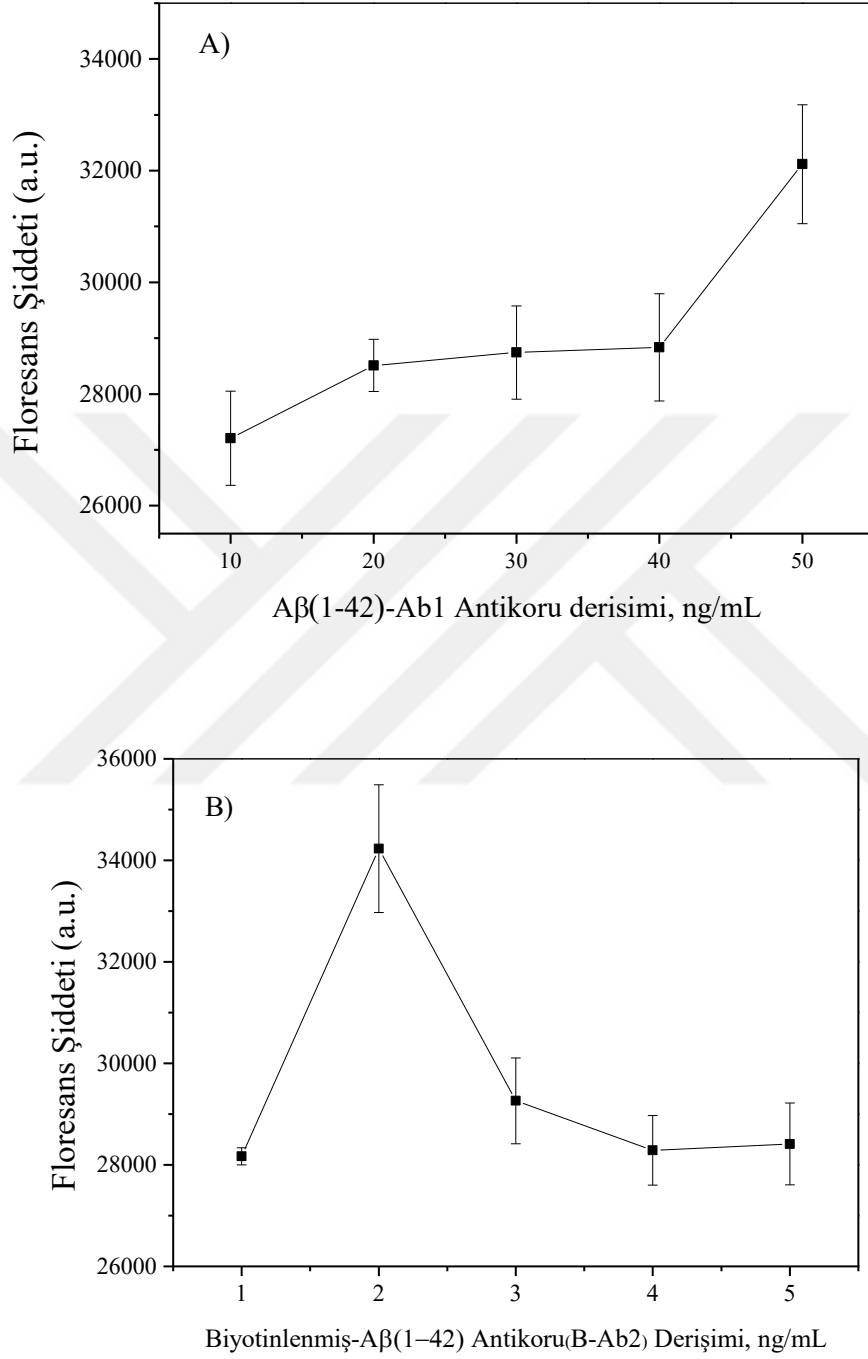 A)
34000
32000
30000
28000
26000
Floresans Şiddeti (a.u.)
10 20 30 40 50
Aβ(1-42)-Ab1 Antikoru derisimi, ng/mL
B)
36000
34000
32000
30000
28000
26000
Floresans Şiddeti (a.u.)
1 2 3 4 5
Biyotinlenmiş-Aβ(1–42) Antikoru(B-Ab2) Derişimi, ng/mL